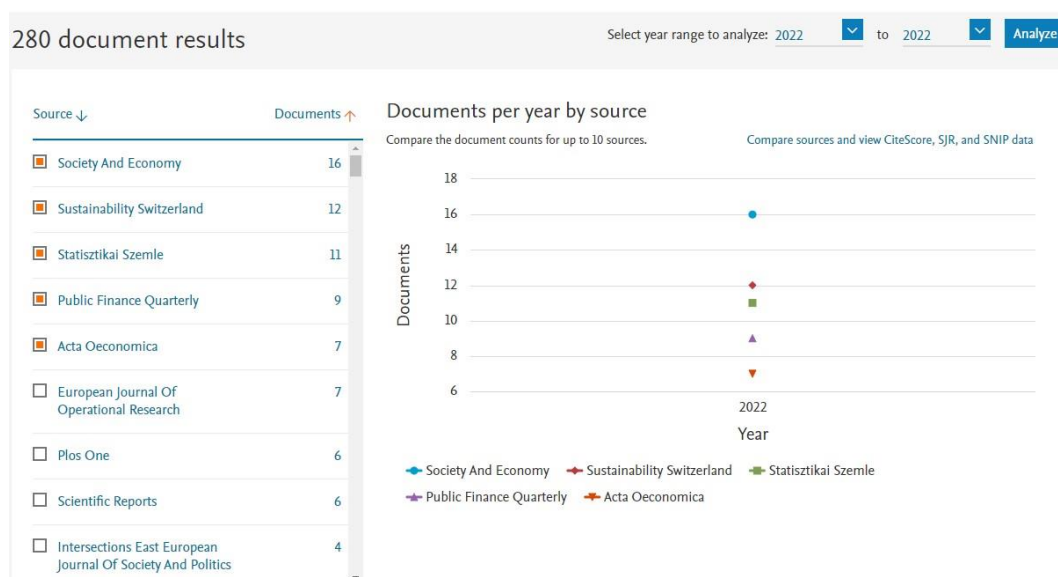 280 document results
Select year range to analyze: 2022 to 2022 Analyze
Source ↓ Documents ↑
Society And Economy 16
Sustainability Switzerland 12
Statisztikai Szemle 11
Public Finance Quarterly 9
Acta Oeconomica 7
European Journal Of
Operational Research 7
Plos One 6
Scientific Reports 6
Intersections East European
Journal Of Society And Politics 4
Documents per year by source
Compare the document counts for up to 10 sources.
Compare sources and view CiteScore, SJR, and SNIP data
18
16
14
12
10
8
6
Documents
2022
Year
Society And Economy Sustainability Switzerland Statisztikai Szemle
Public Finance Quarterly Acta Oeconomica